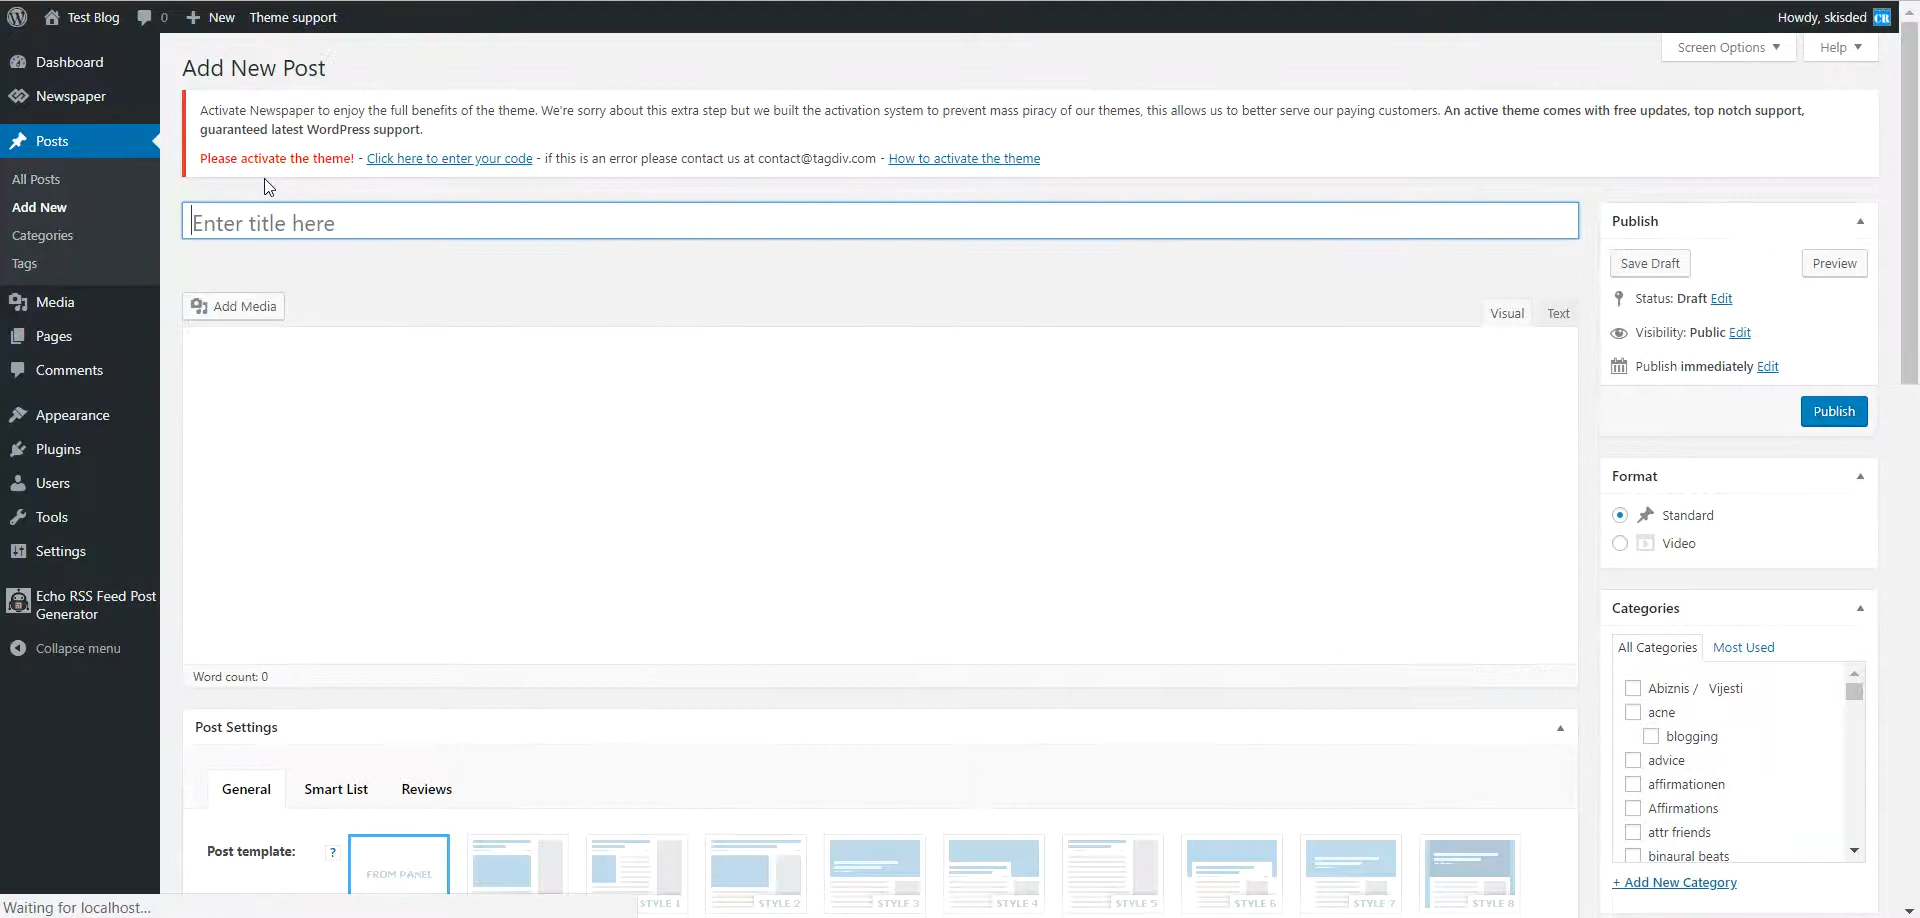 Test Blog
0
New
Theme support
Howdy, skisded
CR
Dashboard
Newspaper
Posts
All Posts
Add New
Categories
Tags
Media
Pages
Comments
Appearance
Plugins
Users
Tools
Settings
Echo RSS Feed Post
Generator
Collapse menu
Screen Options
Help
Add New Post
Activate Newspaper to enjoy the full benefits of the theme. We're sorry about this extra step but we built the activation system to prevent mass piracy of our themes, this allows us to better serve our paying customers. An active theme comes with free updates, top notch support,
guaranteed latest WordPress support.
Please activate the theme! - Click here to enter your code - if this is an error please contact us at contact@tagdiv.com - How to activate the theme
Enter title here
Add Media
Visual
Text
Word count: 0
Post Settings
General
Smart List
Reviews
Post template:
?
FROM PANEL
STYLE 1
STYLE 2
STYLE 3
STYLE 4
STYLE 5
STYLE 6
STYLE 7
STYLE 8
Publish
Save Draft
Preview
Status: Draft Edit
Visibility: Public Edit
Publish immediately Edit
Publish
Format
Standard
Video
Categories
All Categories
Most Used
Abiznis / Vijesti
acne
blogging
advice
affirmationen
Affirmations
attr friends
binaural beats
+ Add New Category
Waiting for localhost...